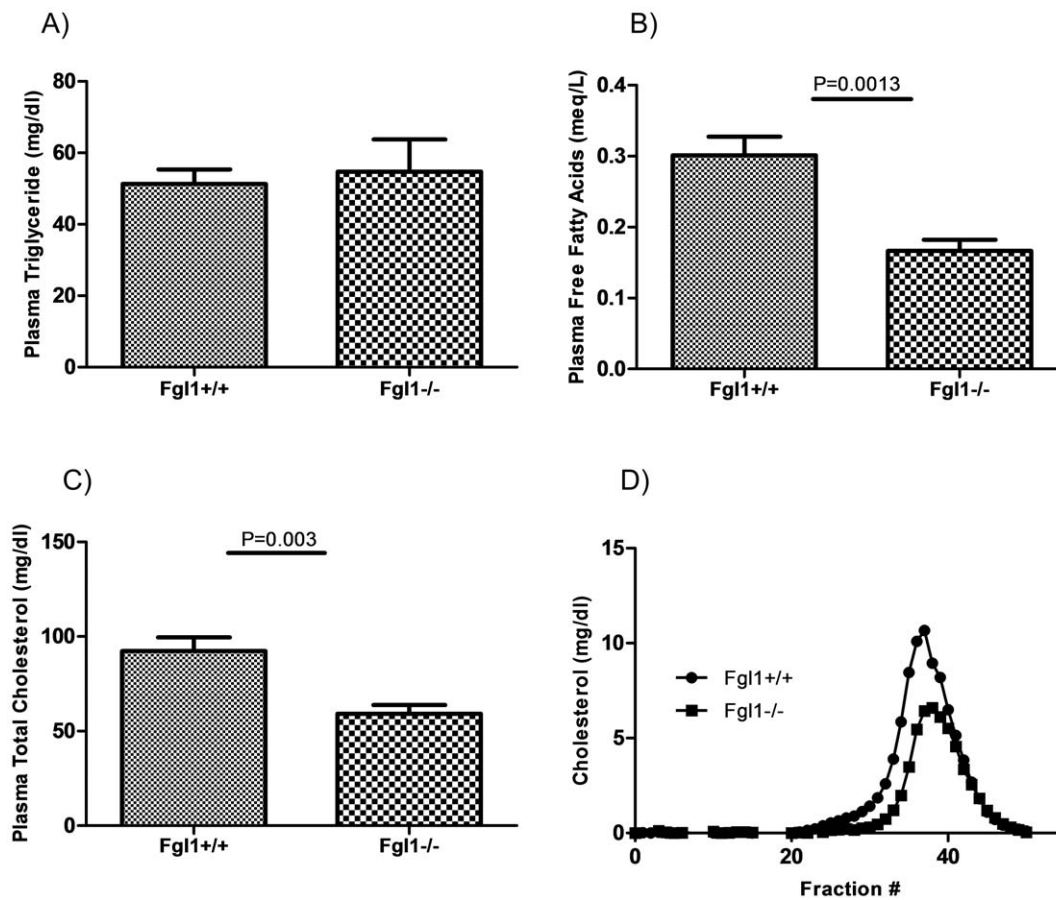 A)
Plasma Triglyceride (mg/dl)
80
60
40
20
0
Fgl1+/+
Fgl1-/-
B)
Plasma Free Fatty Acids (meq/L)
P=0.0013
0.4
0.3
0.2
0.1
0.0
Fgl1+/+
Fgl1-/-
C)
Plasma Total Cholesterol (mg/dl)
P=0.003
150
100
50
0
Fgl1+/+
Fgl1-/-
D)
Cholesterol (mg/dl)
15
10
5
0
Fgl1+/+
Fgl1-/-
0
20
40
Fraction #